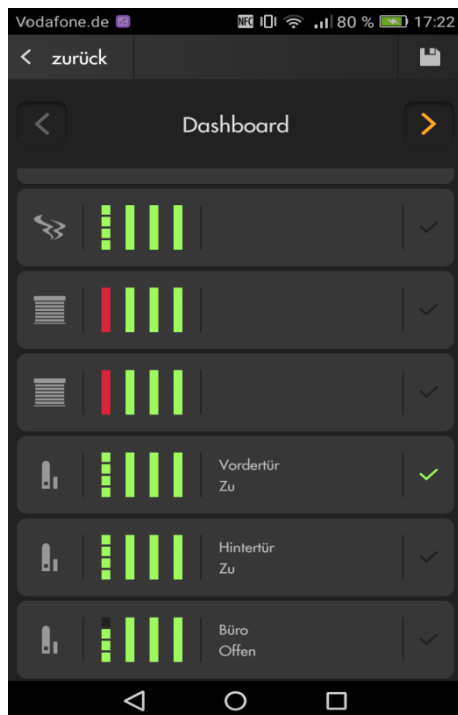 Vodafone.de NFC 80 % 17:22
zurück
Dashboard
Vordertür
Zu
Hintertür
Zu
Büro
Offen